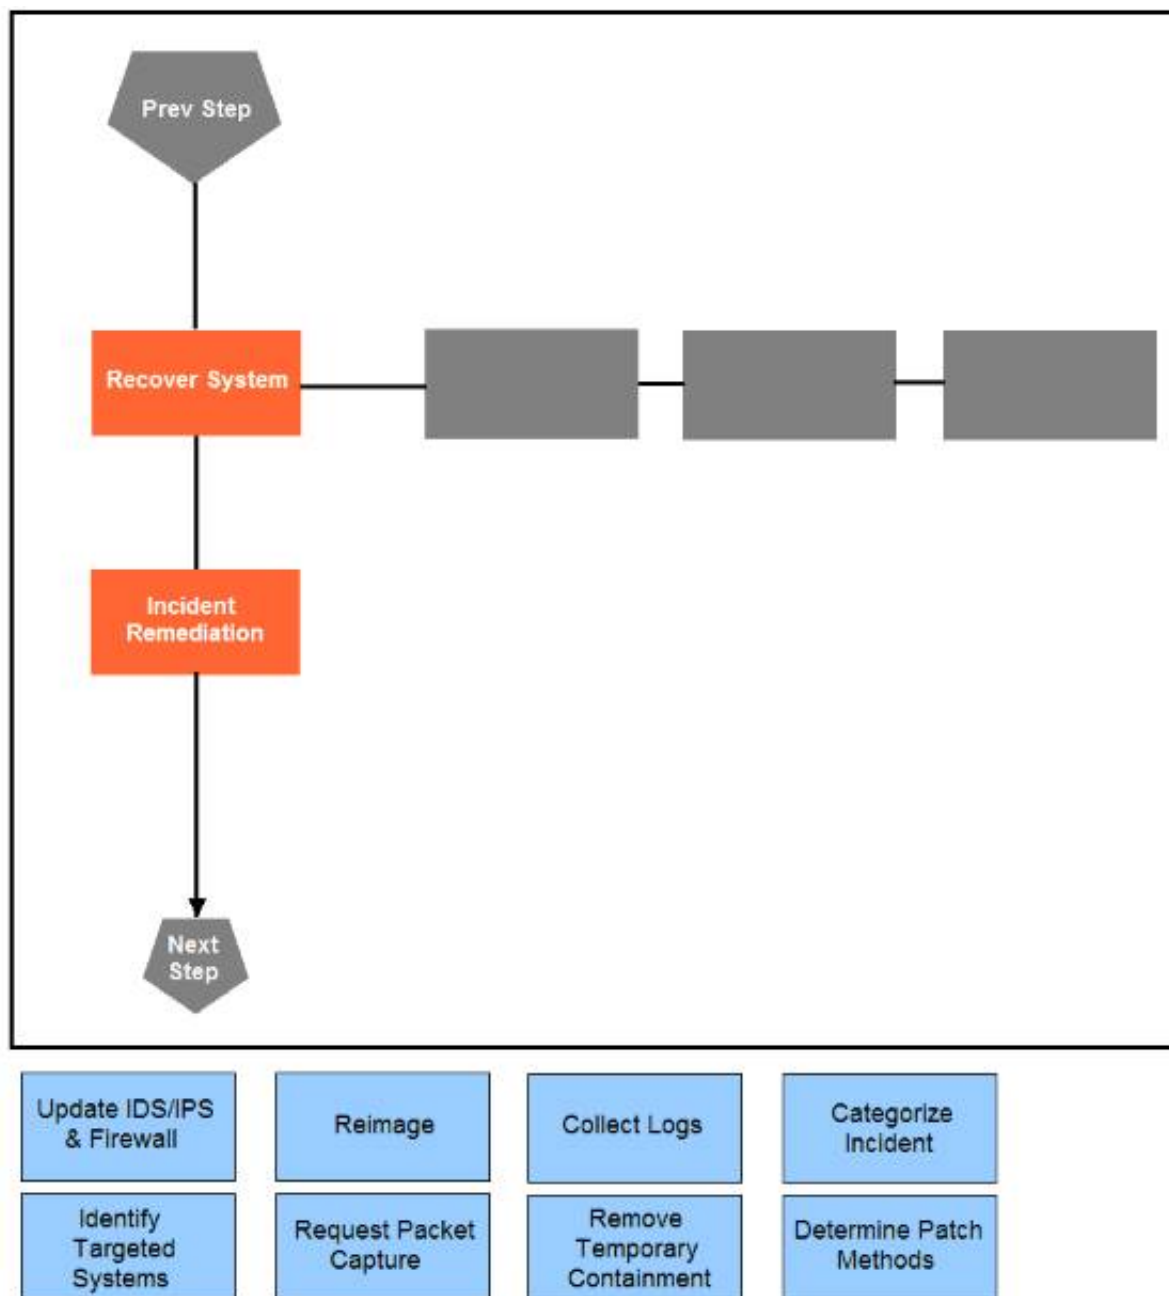 Prev Step
Recover System
Incident
Remediation
Next
Step
Update IDS/IPS
& Firewall
Reimage
Collect Logs
Categorize
Incident
Identify
Targeted
Systems
Request Packet
Capture
Remove
Temporary
Containment
Determine Patch
Methods